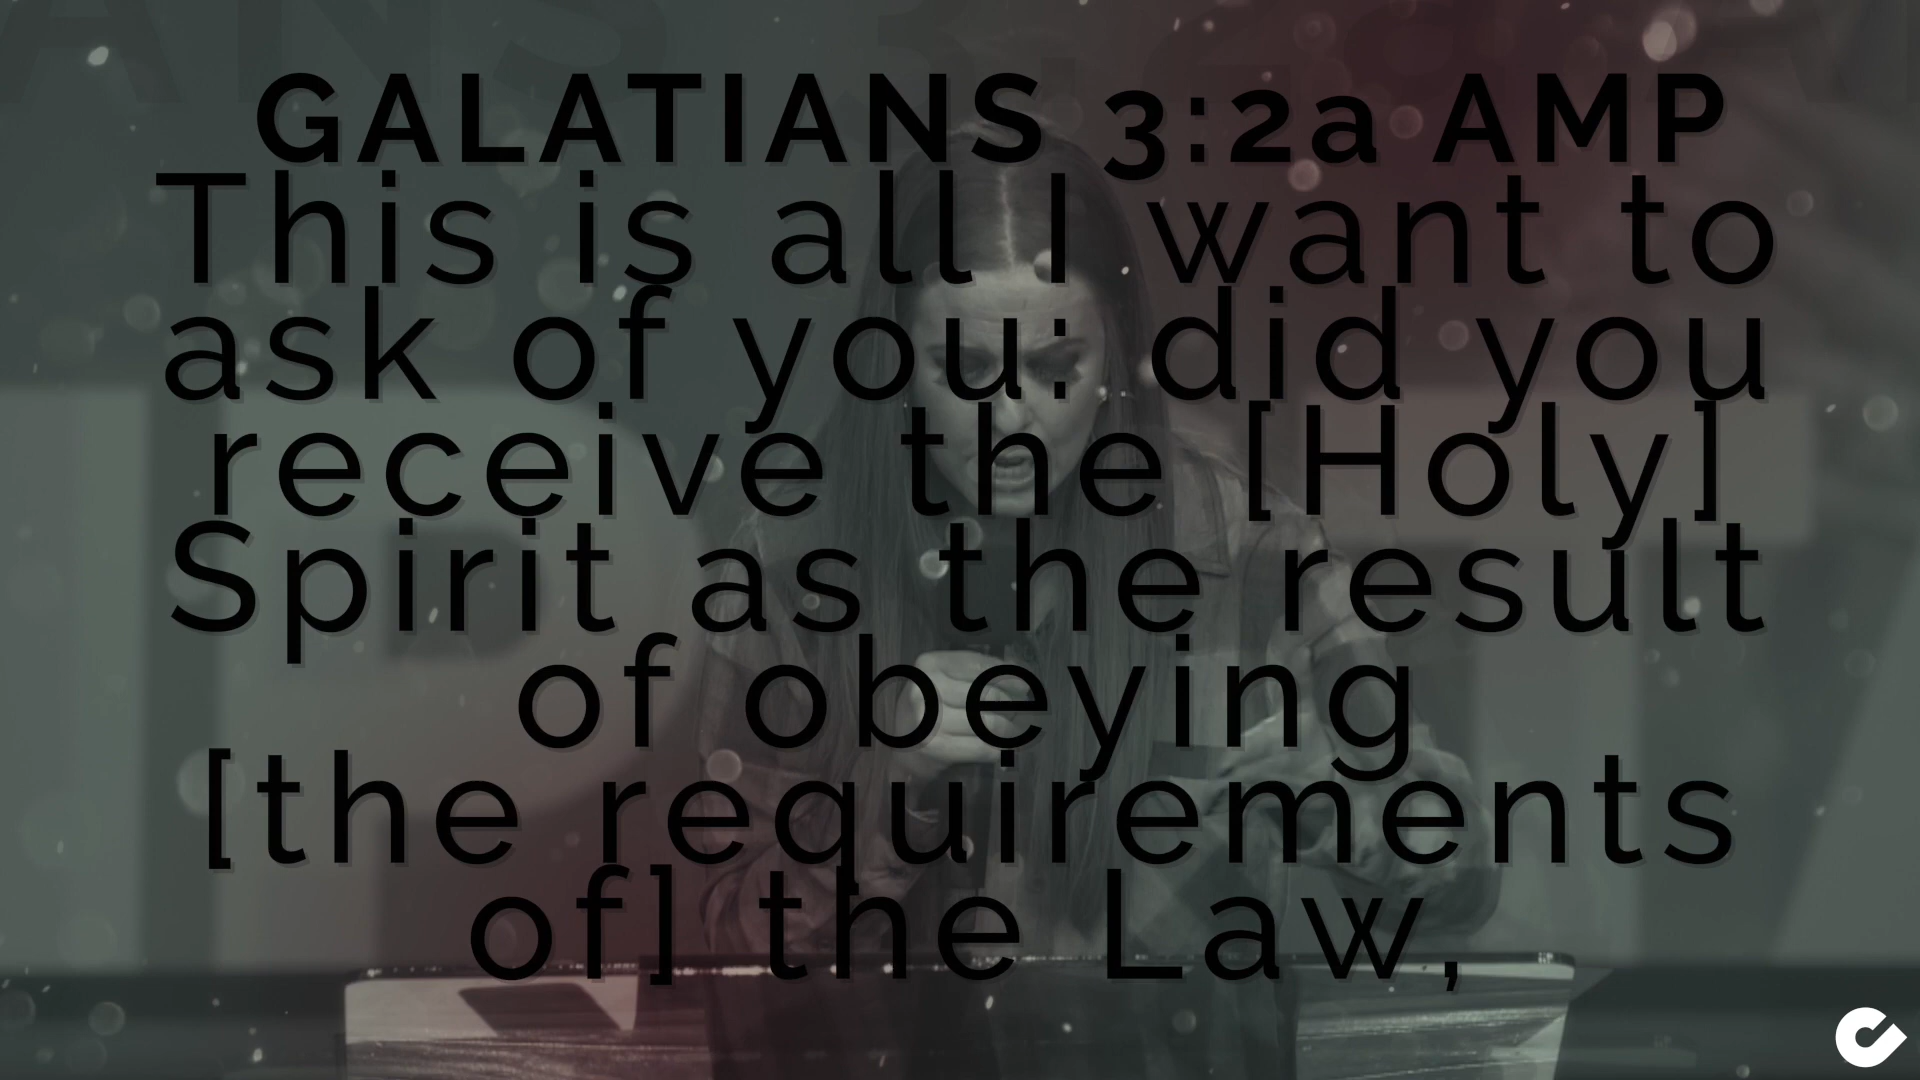 GALATIANS 3:2a AMP
This is all I want to
ask of you: did you
receive the [Holy]
Spirit as the result
of obeying
[the requirements
of] the Law,